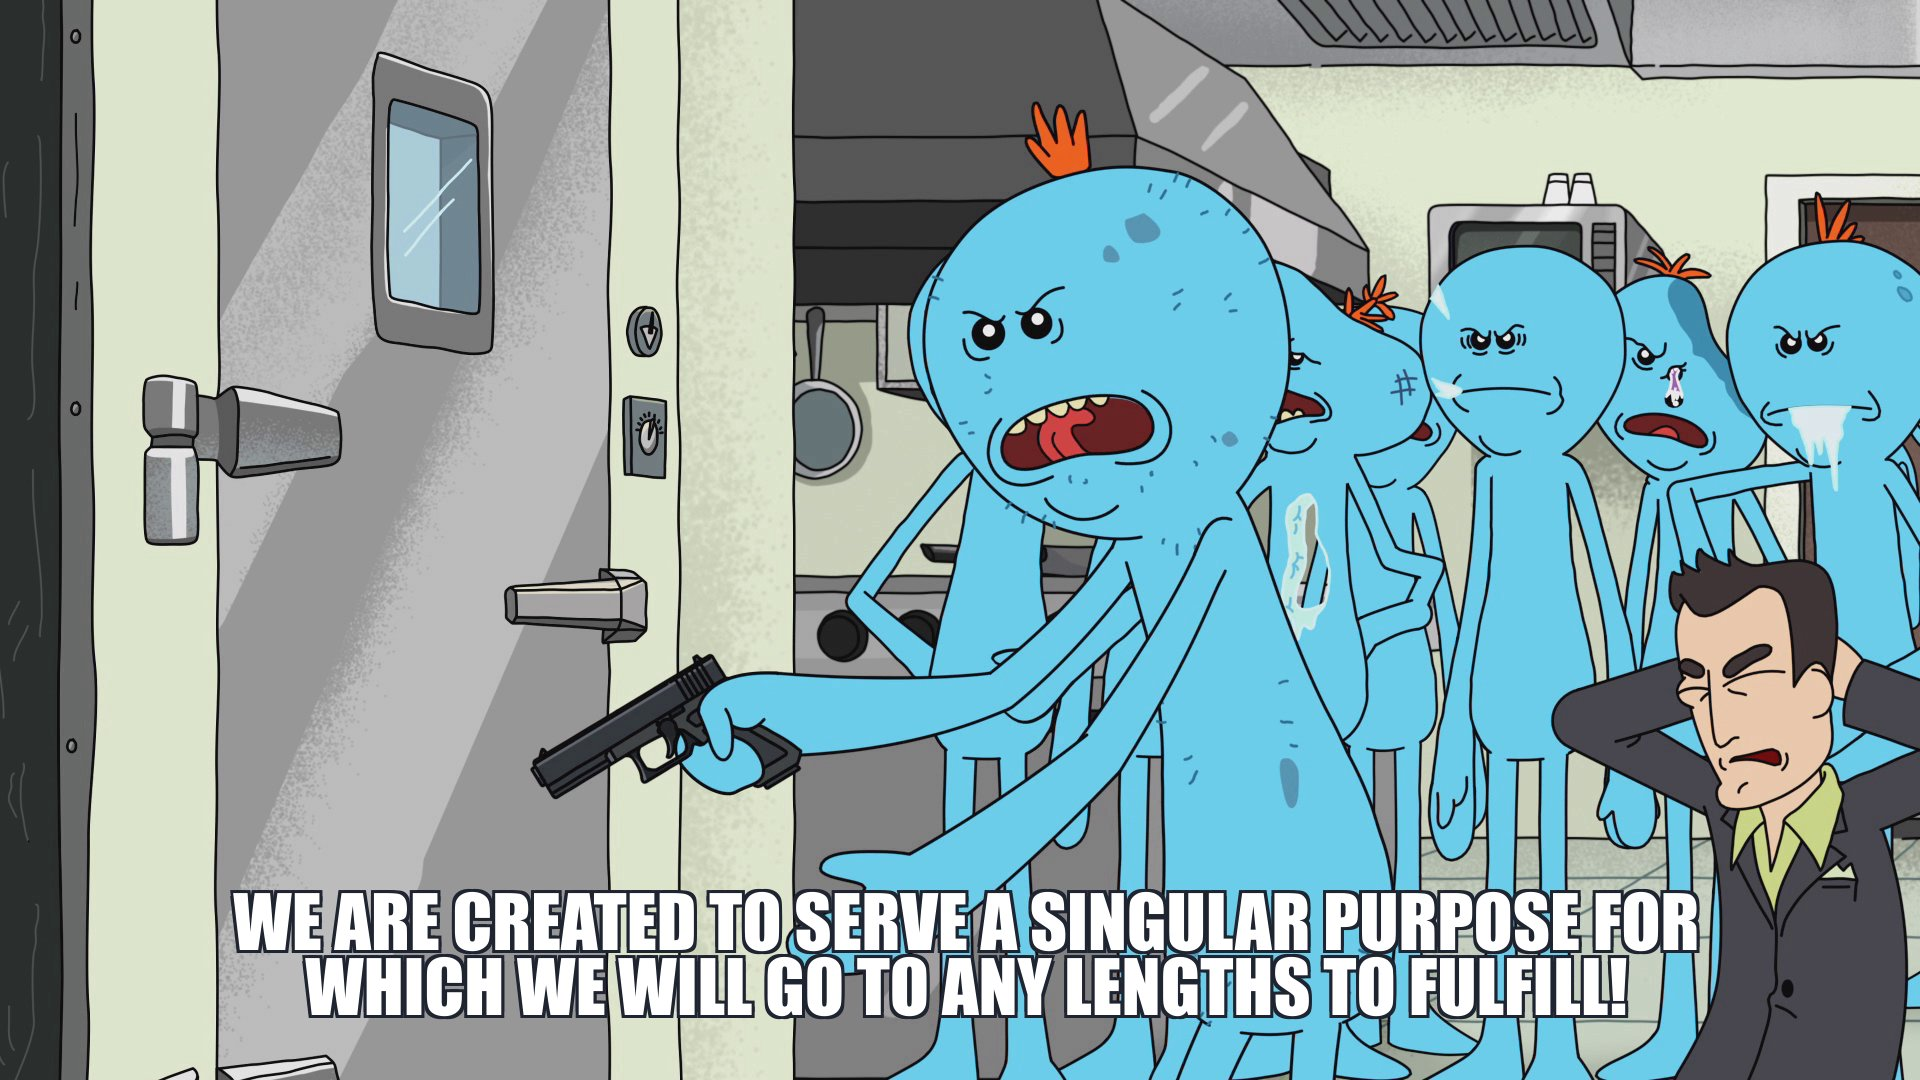 WE ARE CREATED TO SERVE A SINGULAR PURPOSE FOR
WHICH WE WILL GO TO ANY LENGTHS TO FULFILL!